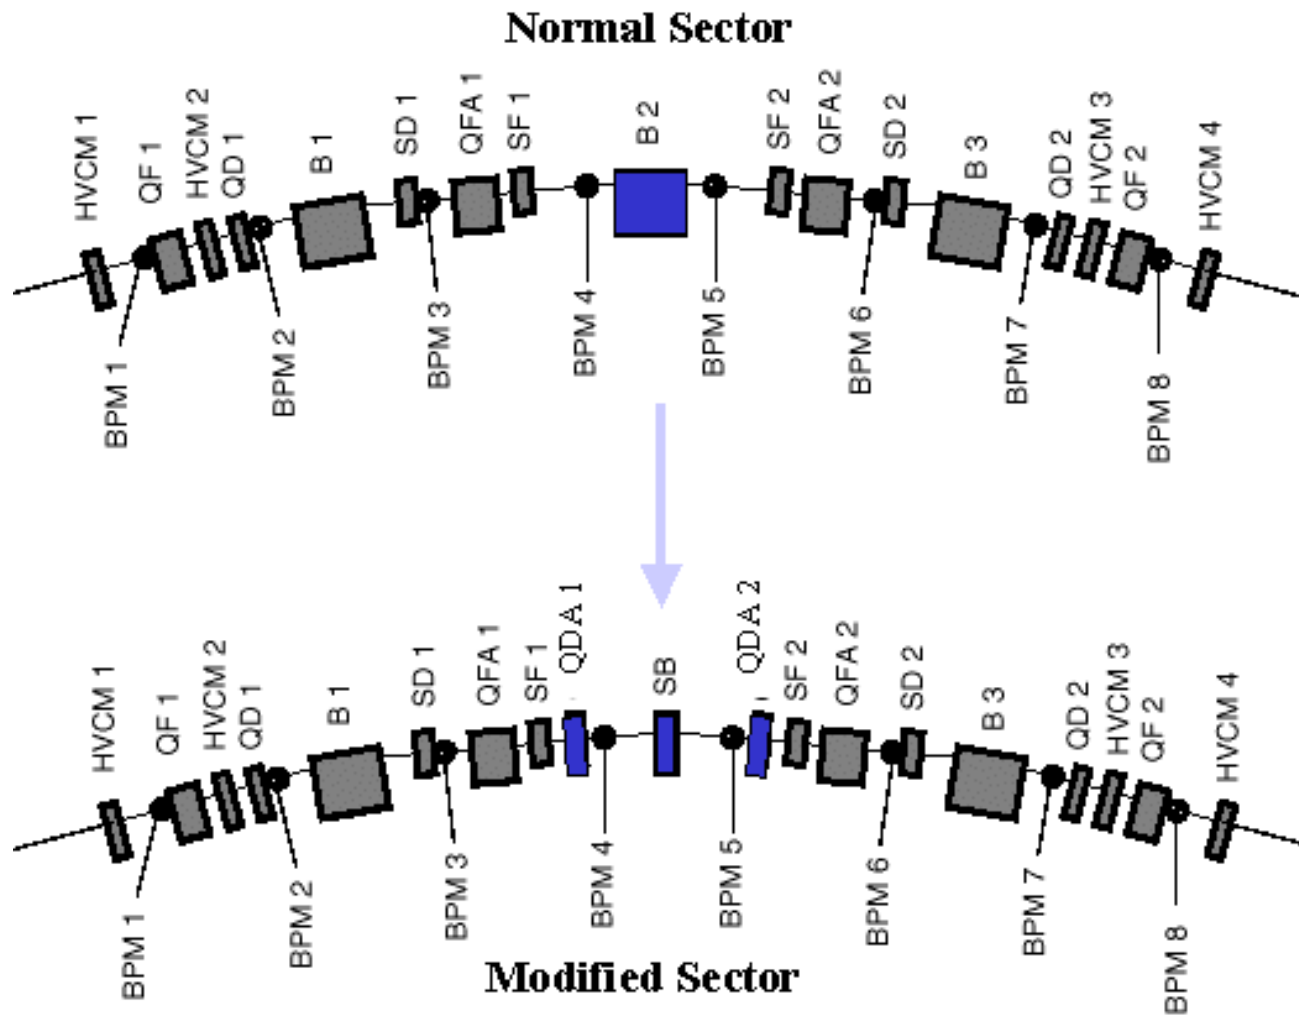 Normal Sector
HVCM 1
QF 1
HVCM 2
QD 1
B 1
SD 1
QFA 1
SF 1
B 2
SF 2
QFA 2
SD 2
B 3
QD 2
HVCM 3
QF 2
HVCM 4
BPM 1
BPM 2
BPM 3
BPM 4
BPM 5
BPM 6
BPM 7
BPM 8
HVCM 1
QF 1
HVCM 2
QD 1
B 1
SD 1
QFA 1
SF 1
QDA 1
SB
QDA 2
SF 2
QFA 2
SD 2
B 3
QD 2
HVCM 3
QF 2
HVCM 4
BPM 1
BPM 2
BPM 3
BPM 4
BPM 5
BPM 6
BPM 7
BPM 8
Modified Sector